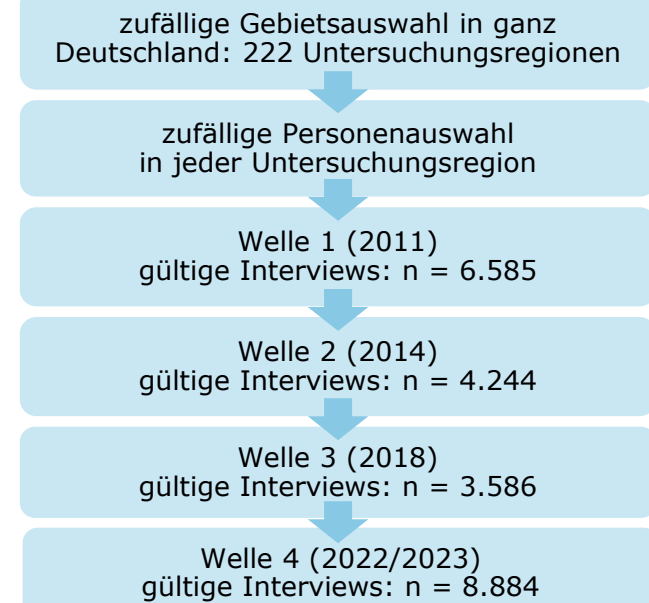 zufällige Gebietsauswahl in ganz
Deutschland: 222 Untersuchungsregionen
zufällige Personenauswahl
in jeder Untersuchungsregion
Welle 1 (2011)
gültige Interviews: n = 6.585
Welle 2 (2014)
gültige Interviews: n = 4.244
Welle 3 (2018)
gültige Interviews: n = 3.586
Welle 4 (2022/2023)
gültige Interviews: n = 8.884